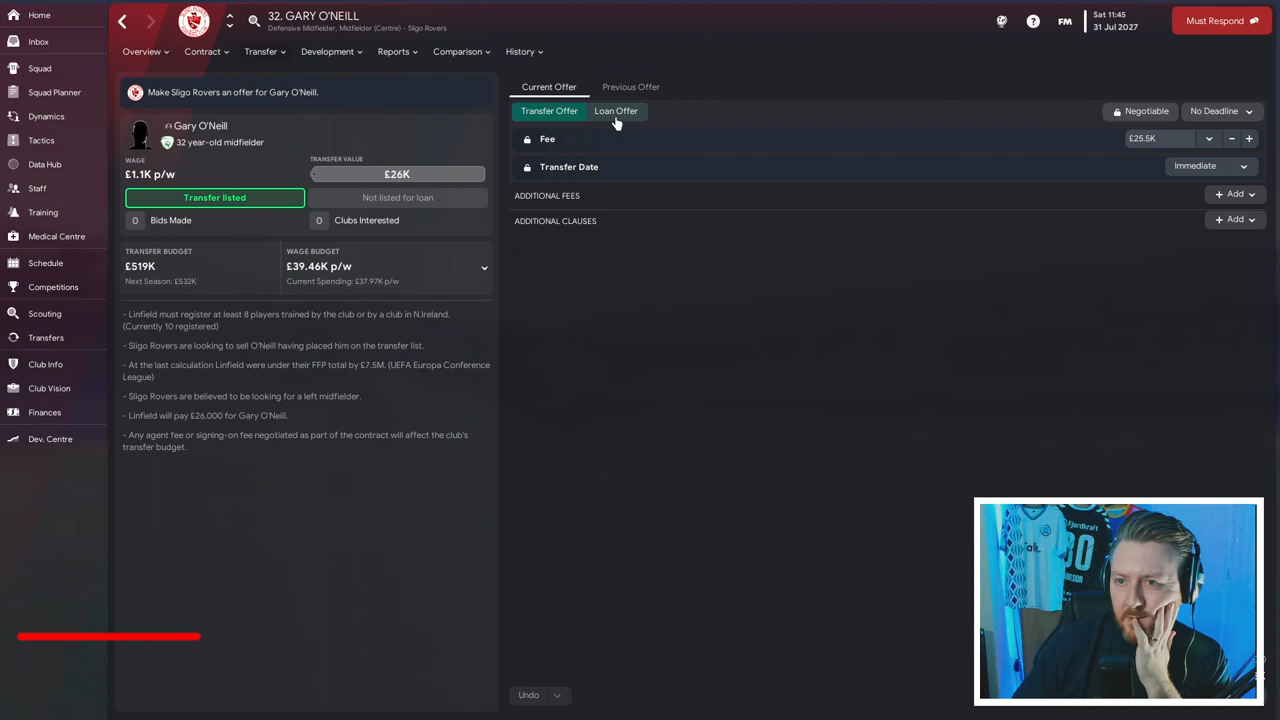 32. GARY O'NEILL
Defensive Midfielder, Midfielder (Centre) - Sligo Rovers
FM
Sat 11:45
31 Jul 2027
Must Respond
Home
Inbox
Squad
Squad Planner
Dynamics
Tactics
Data Hub
Staff
Training
Medical Centre
Schedule
Competitions
Scouting
Transfers
Club Info
Club Vision
Finances
Dev. Centre
Overview
Contract
Transfer
Development
Reports
Comparison
History
Make Sligo Rovers an offer for Gary O'Neill.
Gary O'Neill
32 year-old midfielder
WAGE
£1.1K p/w
TRANSFER VALUE
£26K
Transfer listed
Not listed for loan
0 Bids Made
0 Clubs Interested
TRANSFER BUDGET
£519K
Next Season: £532K
WAGE BUDGET
£39.46K p/w
Current Spending: £37.97K p/w
- Linfield must register at least 8 players trained by the club or by a club in N.Ireland.
(Currently 10 registered)
- Sligo Rovers are looking to sell O'Neill having placed him on the transfer list.
- At the last calculation Linfield were under their FFP total by £7.5M. (UEFA Europa Conference
League)
- Sligo Rovers are believed to be looking for a left midfielder.
- Linfield will pay £26,000 for Gary O'Neill.
- Any agent fee or signing-on fee negotiated as part of the contract will affect the club's
transfer budget.
Current Offer
Previous Offer
Transfer Offer
Loan Offer
Negotiable
No Deadline
Fee
£25.5K
Transfer Date
Immediate
ADDITIONAL FEES
+ Add
ADDITIONAL CLAUSES
+ Add
Undo
Fjordkraft